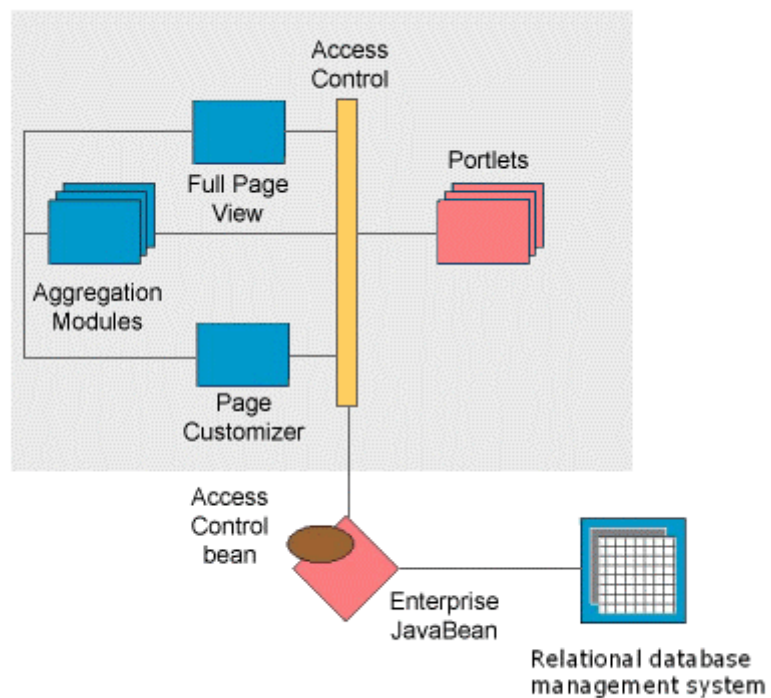 Access
Control
Full Page
View
Portlets
Aggregation
Modules
Page
Customizer
Access
Control
bean
Enterprise
JavaBean
Relational database
management system